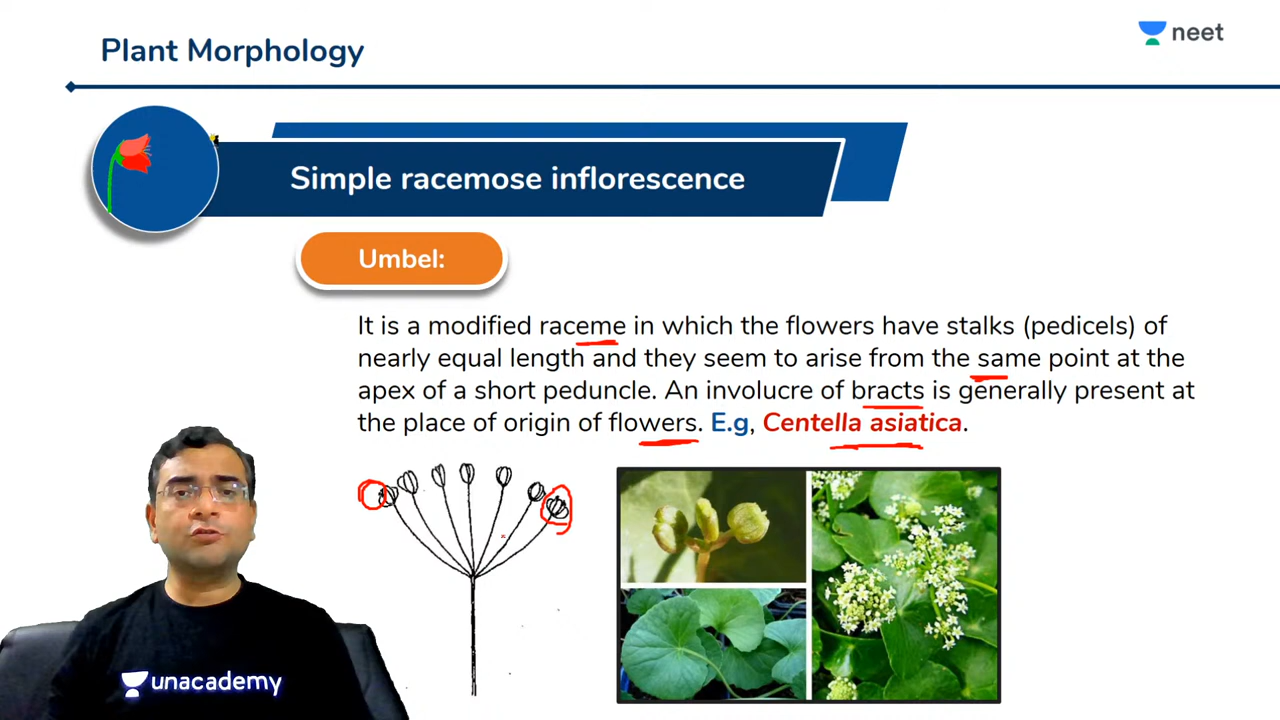 Plant Morphology
neet
Simple racemose inflorescence
Umbel:
It is a modified raceme in which the flowers have stalks (pedicels) of
nearly equal length and they seem to arise from the same point at the
apex of a short peduncle. An involucre of bracts is generally present at
the place of origin of flowers. E.g, Centella asiatica.
unacademy